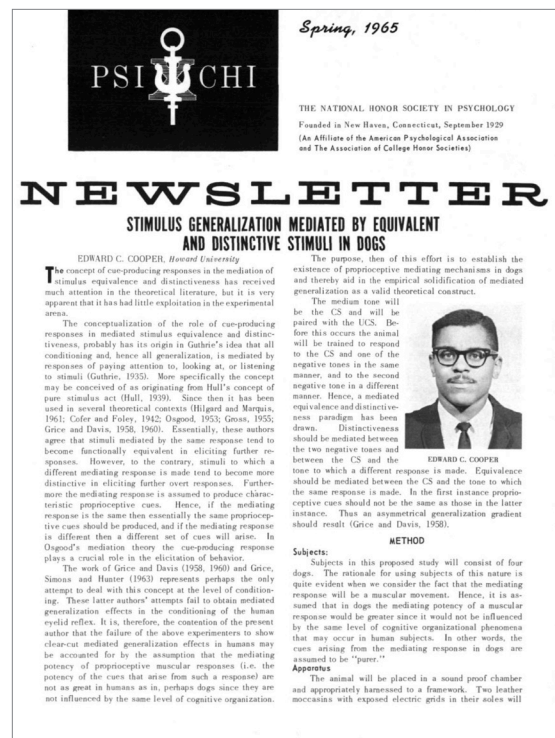 PSI CHI
Spring, 1965
THE NATIONAL HONOR SOCIETY IN PSYCHOLOGY
Founded in New Haven, Connecticut, September 1929
(An Affiliate of the American Psychological Association
and The Association of College Honor Societies)
NEWSLETTER
STIMULUS GENERALIZATION MEDIATED BY EQUIVALENT
AND DISTINCTIVE STIMULI IN DOGS
EDWARD C. COOPER, Howard University
The concept of cue-producing responses in the mediation of
stimulus equivalence and distinctiveness has received
much attention in the theoretical literature, but it is very
apparent that it has had little exploitation in the experimental
arena.
The conceptualization of the role of cue-producing
responses in mediated stimulus equivalence and distinc-
tiveness, probably has its origin in Guthrie's idea that all
conditioning and, hence all generalization, is mediated by
responses of paying attention to, looking at, or listening
to stimuli (Guthrie, 1935). More specifically the concept
may be conceived of as originating from Hull's concept of
pure stimulus act (Hull, 1939). Since then it has been
used in several theoretical contexts (Hilgard and Marquis,
1961; Cofer and Foley, 1942; Osgood, 1953; Gross, 1955;
Grice and Davis, 1958, 1960). Essentially, these authors
agree that stimuli mediated by the same response tend to
become functionally equivalent in eliciting further re-
sponses. However, to the contrary, stimuli to which a
different mediating response is made tend to become more
distinctive in eliciting further overt responses. Further-
more the mediating response is assumed to produce charac-
teristic proprioceptive cues. Hence, if the mediating
response is the same then essentially the same propriocep-
tive cues should be produced, and if the mediating response
is different then a different set of cues will arise. In
Osgood's mediation theory the cue-producing response
plays a crucial role in the elicitation of behavior.
The work of Grice and Davis (1958, 1960) and Grice,
Simons and Hunter (1963) represents perhaps the only
attempt to deal with this concept at the level of condition-
ing. These latter authors' attempts fail to obtain mediated
generalization effects in the conditioning of the human
eyelid reflex. It is, therefore, the contention of the present
author that the failure of the above experimenters to show
clear-cut mediated generalization effects in humans may
be accounted for by the assumption that the mediating
potency of proprioceptive muscular responses (i.e. the
potency of the cues that arise from such a response) are
not as great in humans as in, perhaps dogs since they are
not influenced by the same level of cognitive organization.
The purpose, then of this effort is to establish the
existence of proprioceptive mediating mechanisms in dogs
and thereby aid in the empirical solidification of mediated
generalization as a valid theoretical construct.
The medium tone will
be the CS and will be
paired with the UCS. Be-
fore this occurs the animal
will be trained to respond
to the CS and one of the
negative tones in the same
manner, and to the second
negative tone in a different
manner. Hence, a mediated
equivalence and distinctive-
ness paradigm has been
drawn. Distinctiveness
should be mediated between
the two negative tones and
between the CS and the
tone to which a different response is made. Equivalence
should be mediated between the CS and the tone to which
the same response is made. In the first instance proprio-
ceptive cues should not be the same as those in the latter
instance. Thus an asymmetrical generalization gradient
should result (Grice and Davis, 1958).
EDWARD C. COOPER
METHOD
Subjects:
Subjects in this proposed study will consist of four
dogs. The rationale for using subjects of this nature is
quite evident when we consider the fact that the mediating
response will be a muscular movement. Hence, it is as-
sumed that in dogs the mediating potency of a muscular
response would be greater since it would not be influenced
by the same level of cognitive organizational phenomena
that may occur in human subjects. In other words, the
cues arising from the mediating response in dogs are
assumed to be "purer."
Apparatus
The animal will be placed in a sound proof chamber
and appropriately harnessed to a framework. Two leather
moccasins with exposed electric grids in their soles will